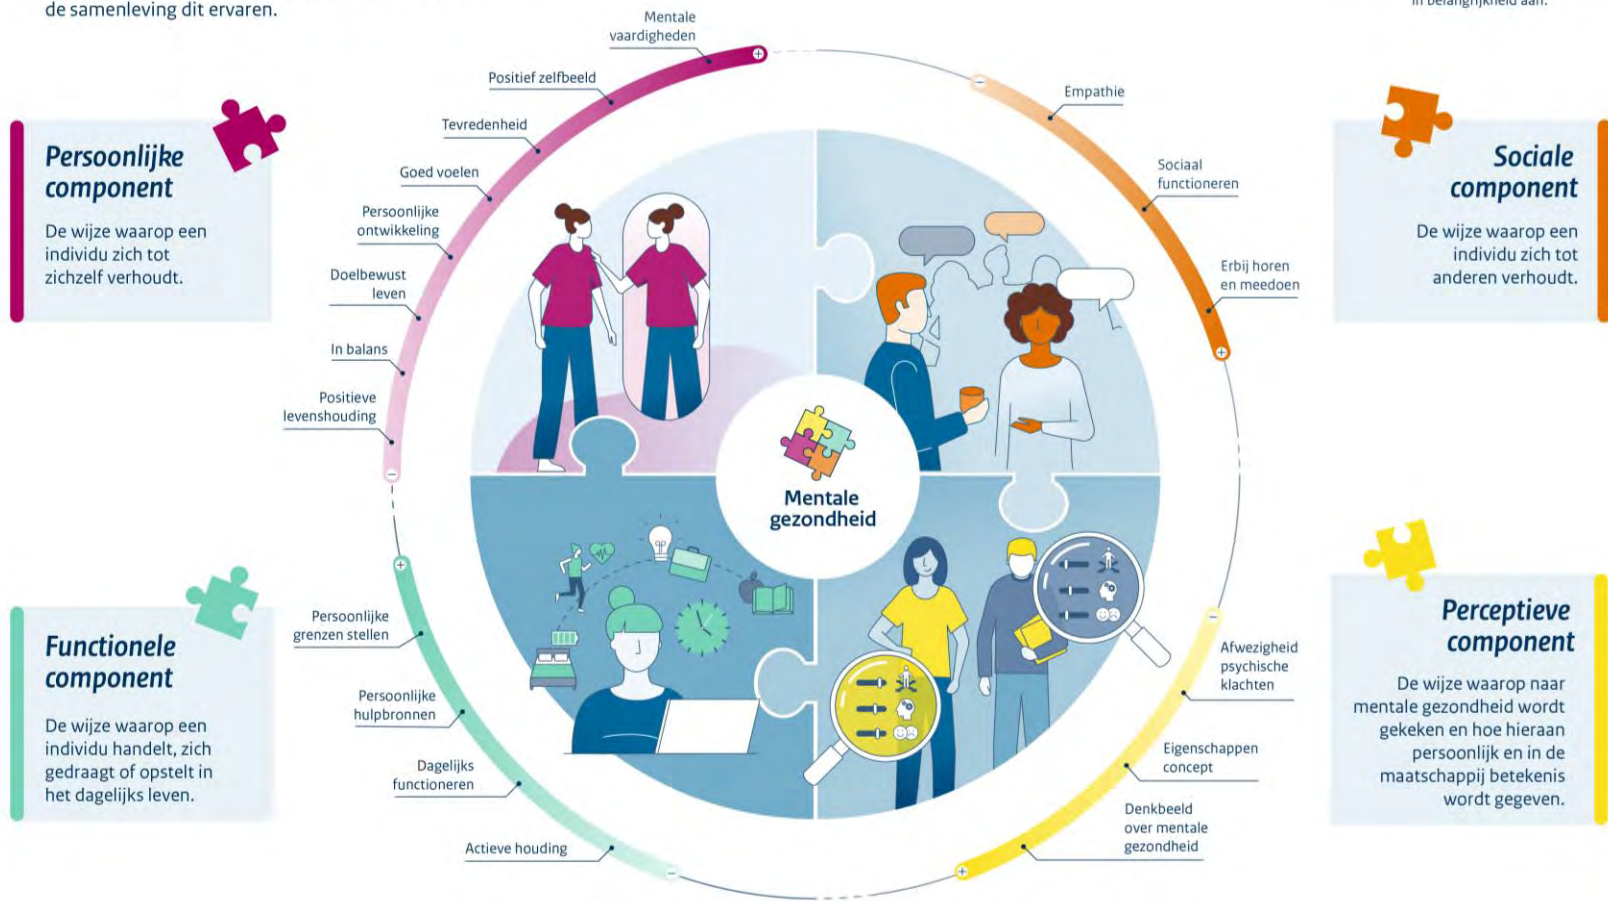 de samenleving dit ervaren.
in belangrijkheid aan.
Persoonlijke
component
De wijze waarop een
individu zich tot
zichzelf verhoudt.
Mentale
vaardigheden
Positief zelfbeeld
Tevredenheid
Goed voelen
Persoonlijke
ontwikkeling
Doelbewust
leven
In balans
Positieve
levenshouding
Empathie
Sociaal
functioneren
Erbij horen
en meedoen
Sociale
component
De wijze waarop een
individu zich tot
anderen verhoudt.
Mentale
gezondheid
Functionele
component
De wijze waarop een
individu handelt, zich
gedraagt of opstelt in
het dagelijks leven.
Persoonlijke
grenzen stellen
Persoonlijke
hulpbronnen
Dagelijks
functioneren
Actieve houding
Afwezigheid
psychische
klachten
Eigenschappen
concept
Denkbeeld
over mentale
gezondheid
Perceptieve
component
De wijze waarop naar
mentale gezondheid wordt
gekeken en hoe hieraan
persoonlijk en in de
maatschappij betekenis
wordt gegeven.